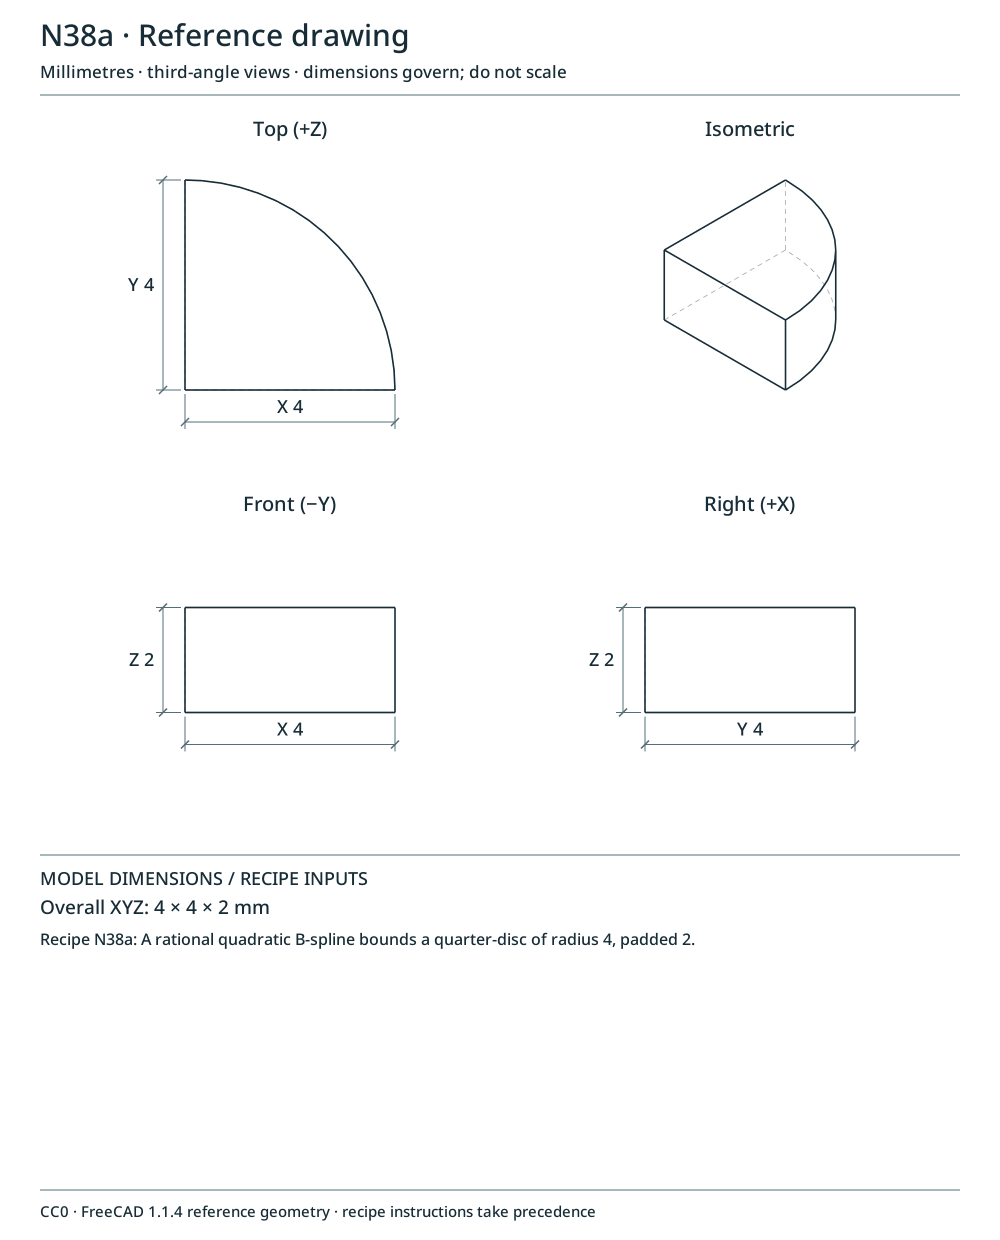 N38a · Reference drawing
Millimetres · third-angle views · dimensions govern; do not scale
Top (+Z)
Isometric
Y 4
X 4
Front (−Y)
Right (+X)
Z 2
X 4
Z 2
Y 4
MODEL DIMENSIONS / RECIPE INPUTS
Overall XYZ: 4 × 4 × 2 mm
Recipe N38a: A rational quadratic B-spline bounds a quarter-disc of radius 4, padded 2.
CC0 · FreeCAD 1.1.4 reference geometry · recipe instructions take precedence